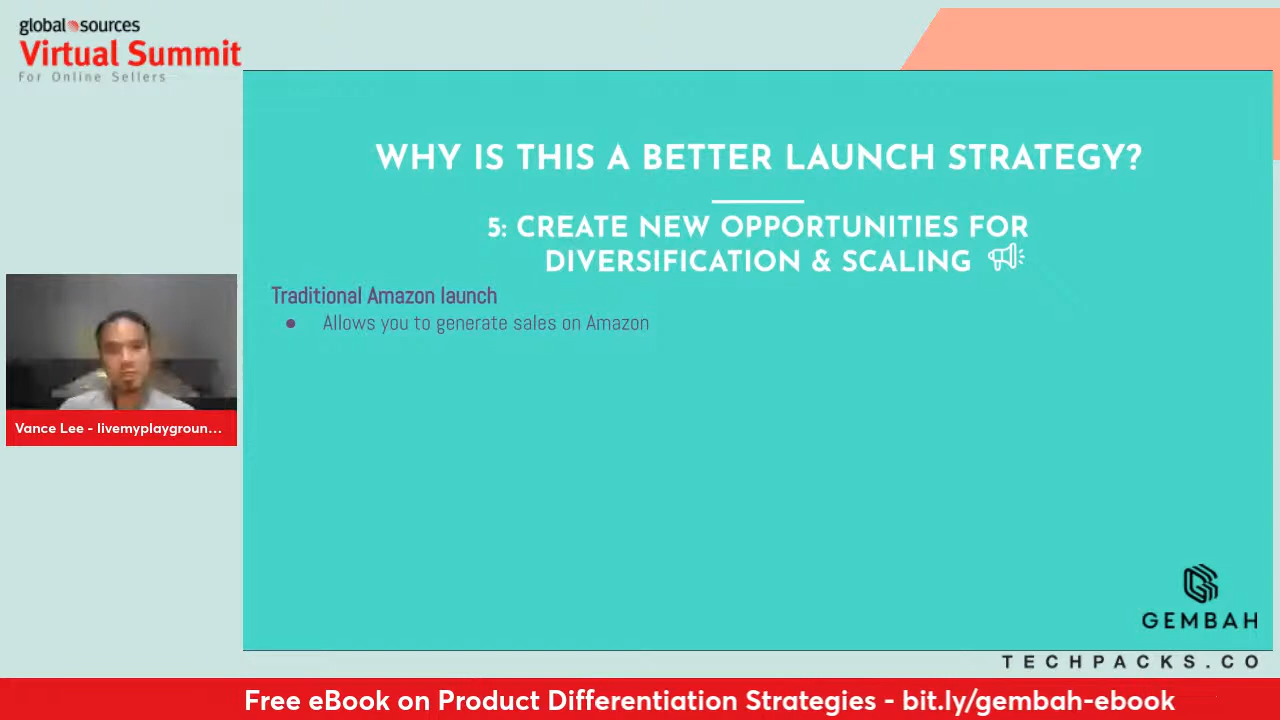 global sources
Virtual Summit
For Online Sellers
WHY IS THIS A BETTER LAUNCH STRATEGY?
5: CREATE NEW OPPORTUNITIES FOR
DIVERSIFICATION & SCALING
Traditional Amazon launch
● Allows you to generate sales on Amazon
Vance Lee - livemyplaygroun...
GEMBAH
TECHPACKS.CO
Free eBook on Product Differentiation Strategies - bit.ly/gembah-ebook